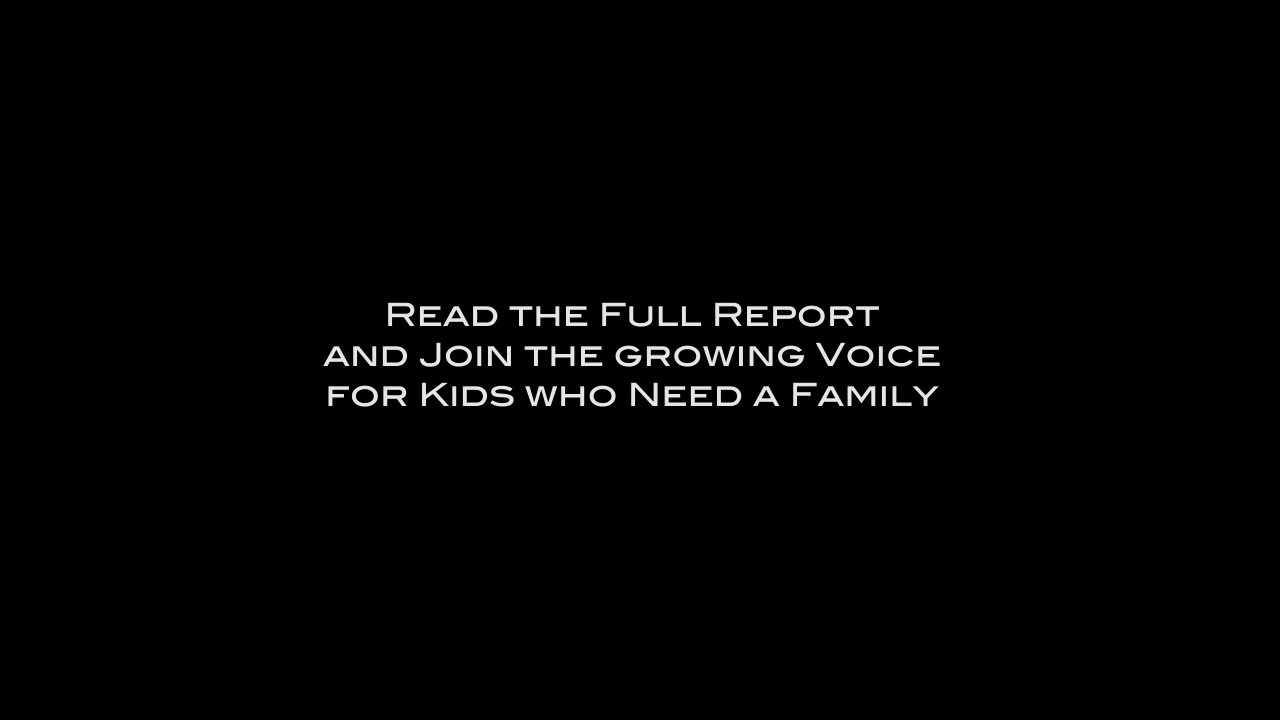 Read the Full Report
and Join the growing Voice
for Kids who Need a Family